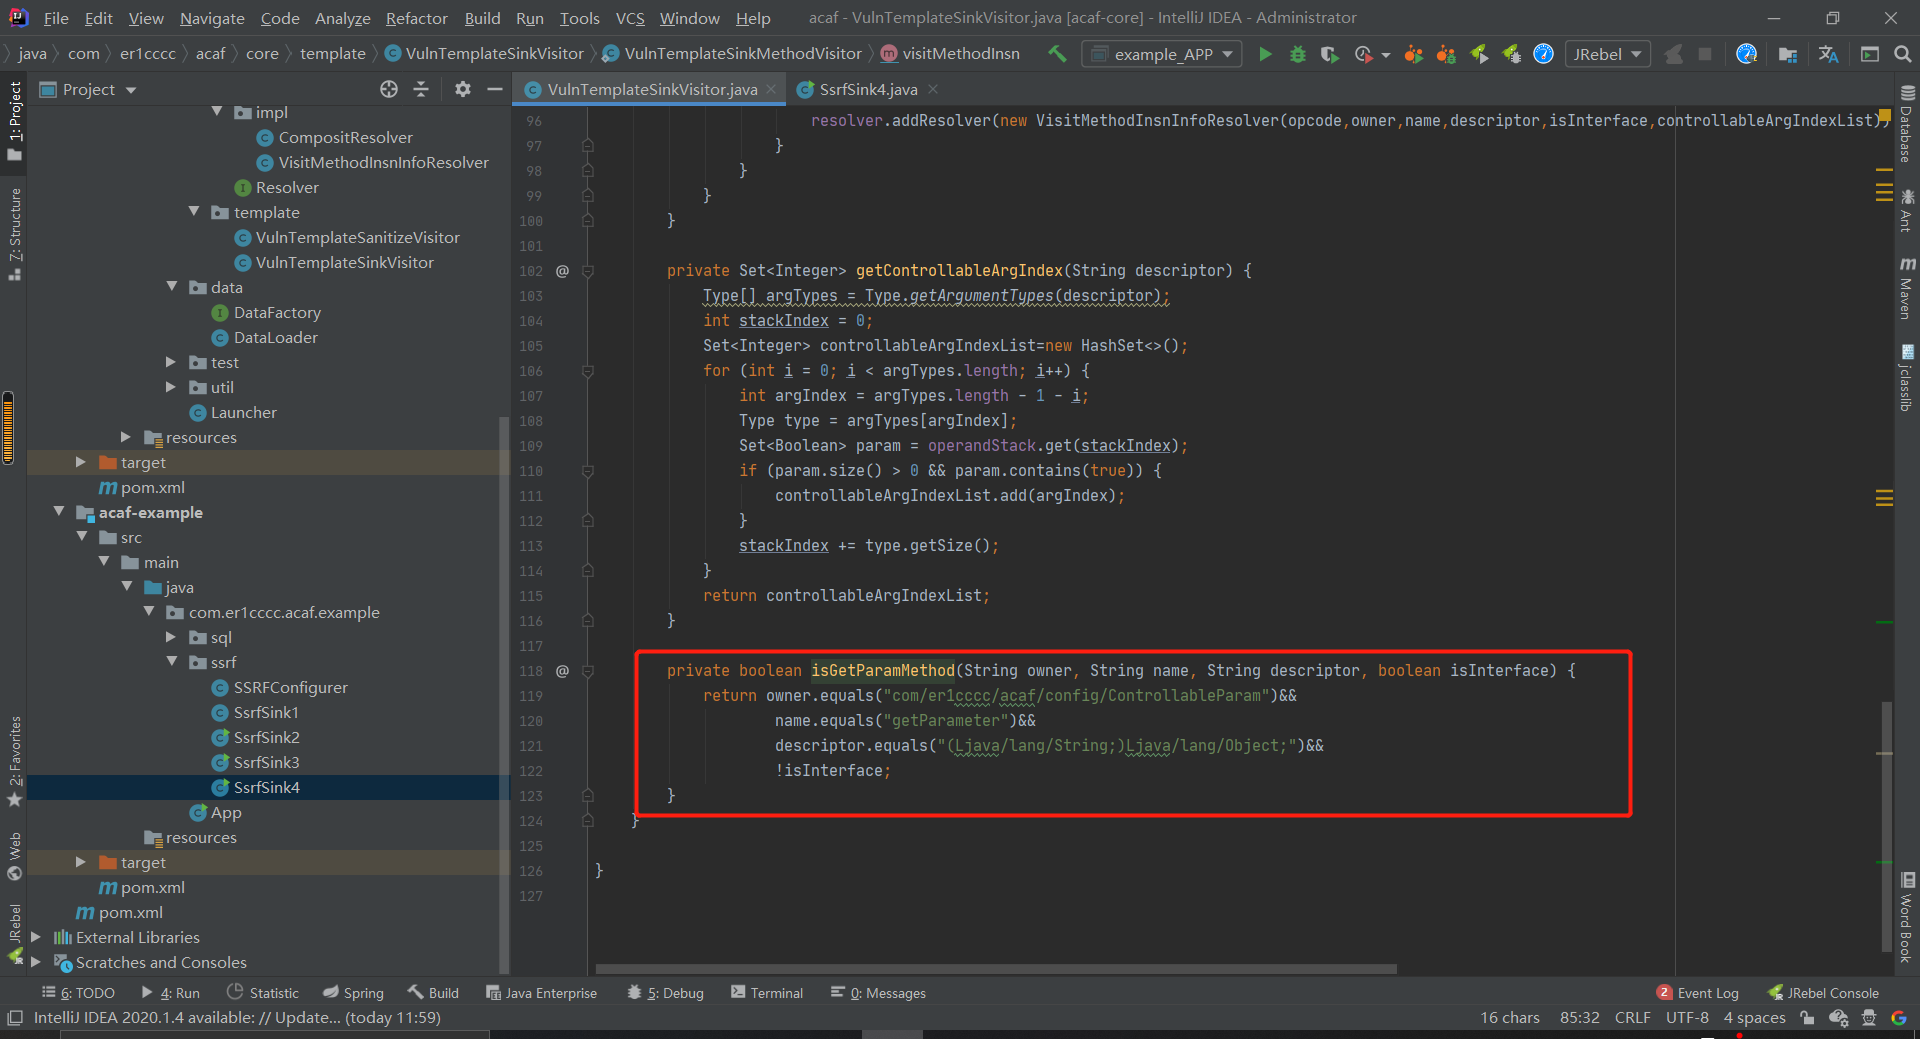 File Edit View Navigate Code Analyze Refactor Build Run Tools VCS Window Help acaf - VulnTemplateSinkVisitor.java [acaf-core] - IntelliJ IDEA - Administrator
java com er1cccc acaf core template VulnTemplateSinkVisitor VulnTemplateSinkMethodVisitor visitMethodInsn example_APP JRebel
Project
VulnTemplateSinkVisitor.java SsrfSink4.java
1: Project
7: Structure
2: Favorites
Web
JRebel
impl
CompositResolver
VisitMethodInsnInfoResolver
Resolver
template
VulnTemplateSanitizeVisitor
VulnTemplateSinkVisitor
data
DataFactory
DataLoader
test
util
Launcher
resources
target
pom.xml
acaf-example
src
main
java
com.er1cccc.acaf.example
sql
ssrf
SSRFConfigurer
SsrfSink1
SsrfSink2
SsrfSink3
SsrfSink4
App
resources
target
pom.xml
pom.xml
External Libraries
Scratches and Consoles
96 resolver.addResolver(new VisitMethodInsnInfoResolver(opcode,owner,name,descriptor,isInterface,controllableArgIndexList))
97 }
98 }
99 }
100 }
101
102 @ private Set<Integer> getControllableArgIndex(String descriptor) {
103 Type[] argTypes = Type.getArgumentTypes(descriptor);
104 int stackIndex = 0;
105 Set<Integer> controllableArgIndexList=new HashSet<>();
106 for (int i = 0; i < argTypes.length; i++) {
107 int argIndex = argTypes.length - 1 - i;
108 Type type = argTypes[argIndex];
109 Set<Boolean> param = operandStack.get(stackIndex);
110 if (param.size() > 0 && param.contains(true)) {
111 controllableArgIndexList.add(argIndex);
112 }
113 stackIndex += type.getSize();
114 }
115 return controllableArgIndexList;
116 }
117
118 @ private boolean isGetParamMethod(String owner, String name, String descriptor, boolean isInterface) {
119 return owner.equals("com/er1cccc/acaf/config/ControllableParam")&&
120 name.equals("getParameter")&&
121 descriptor.equals("(Ljava/lang/String;)Ljava/lang/Object;")&&
122 !isInterface;
123 }
124 }
125
126 }
127
Database
Ant
Maven
jclasslib
Word Book
6: TODO 4: Run Statistic Spring Build Java Enterprise 5: Debug Terminal 0: Messages 2 Event Log JRebel Console
IntelliJ IDEA 2020.1.4 available: // Update... (today 11:59) 16 chars 85:32 CRLF UTF-8 4 spaces